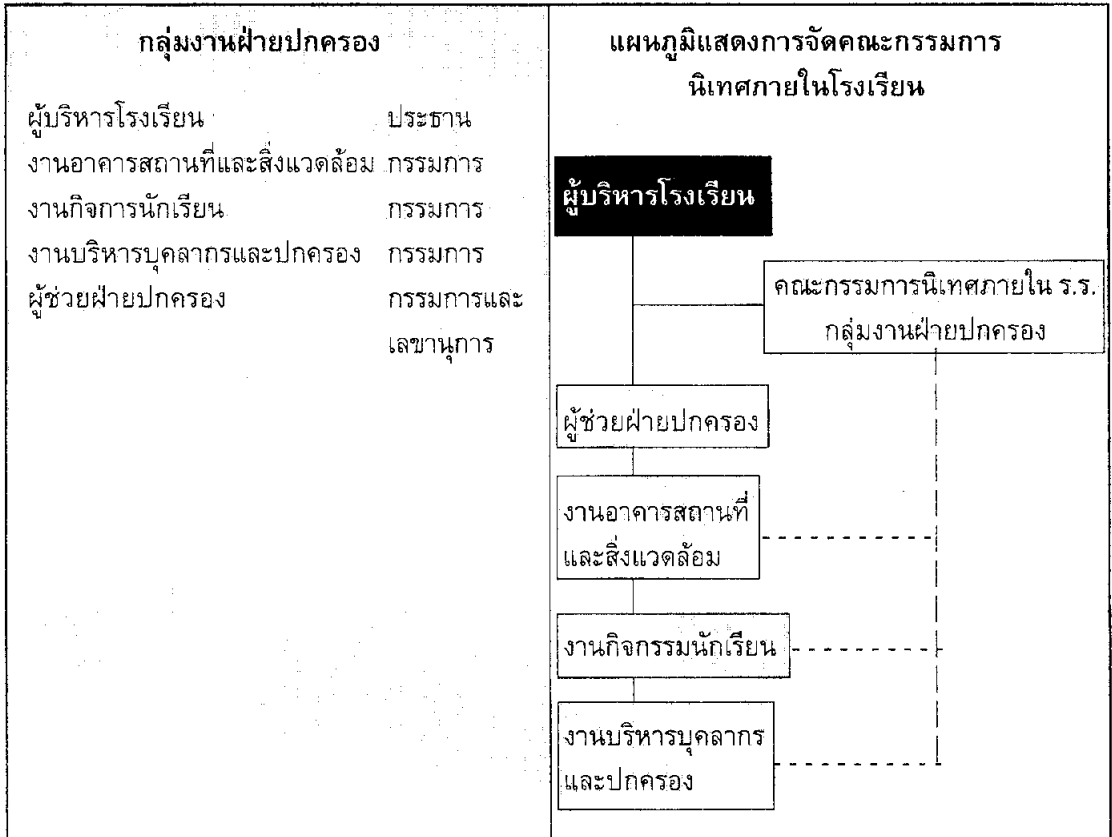 กลุ่มงานฝ่ายปกครอง
ผู้บริหารโรงเรียน ประธาน
งานอาคารสถานที่และสิ่งแวดล้อม กรรมการ
งานกิจการนักเรียน กรรมการ
งานบริหารบุคลากรและปกครอง กรรมการ
ผู้ช่วยฝ่ายปกครอง กรรมการและ
เลขานุการ
แผนภูมิแสดงการจัดคณะกรรมการ
นิเทศภายในโรงเรียน
ผู้บริหารโรงเรียน
คณะกรรมการนิเทศภายใน ร.ร.
กลุ่มงานฝ่ายปกครอง
ผู้ช่วยฝ่ายปกครอง
งานอาคารสถานที่
และสิ่งแวดล้อม
งานกิจกรรมนักเรียน
งานบริหารบุคลากร
และปกครอง